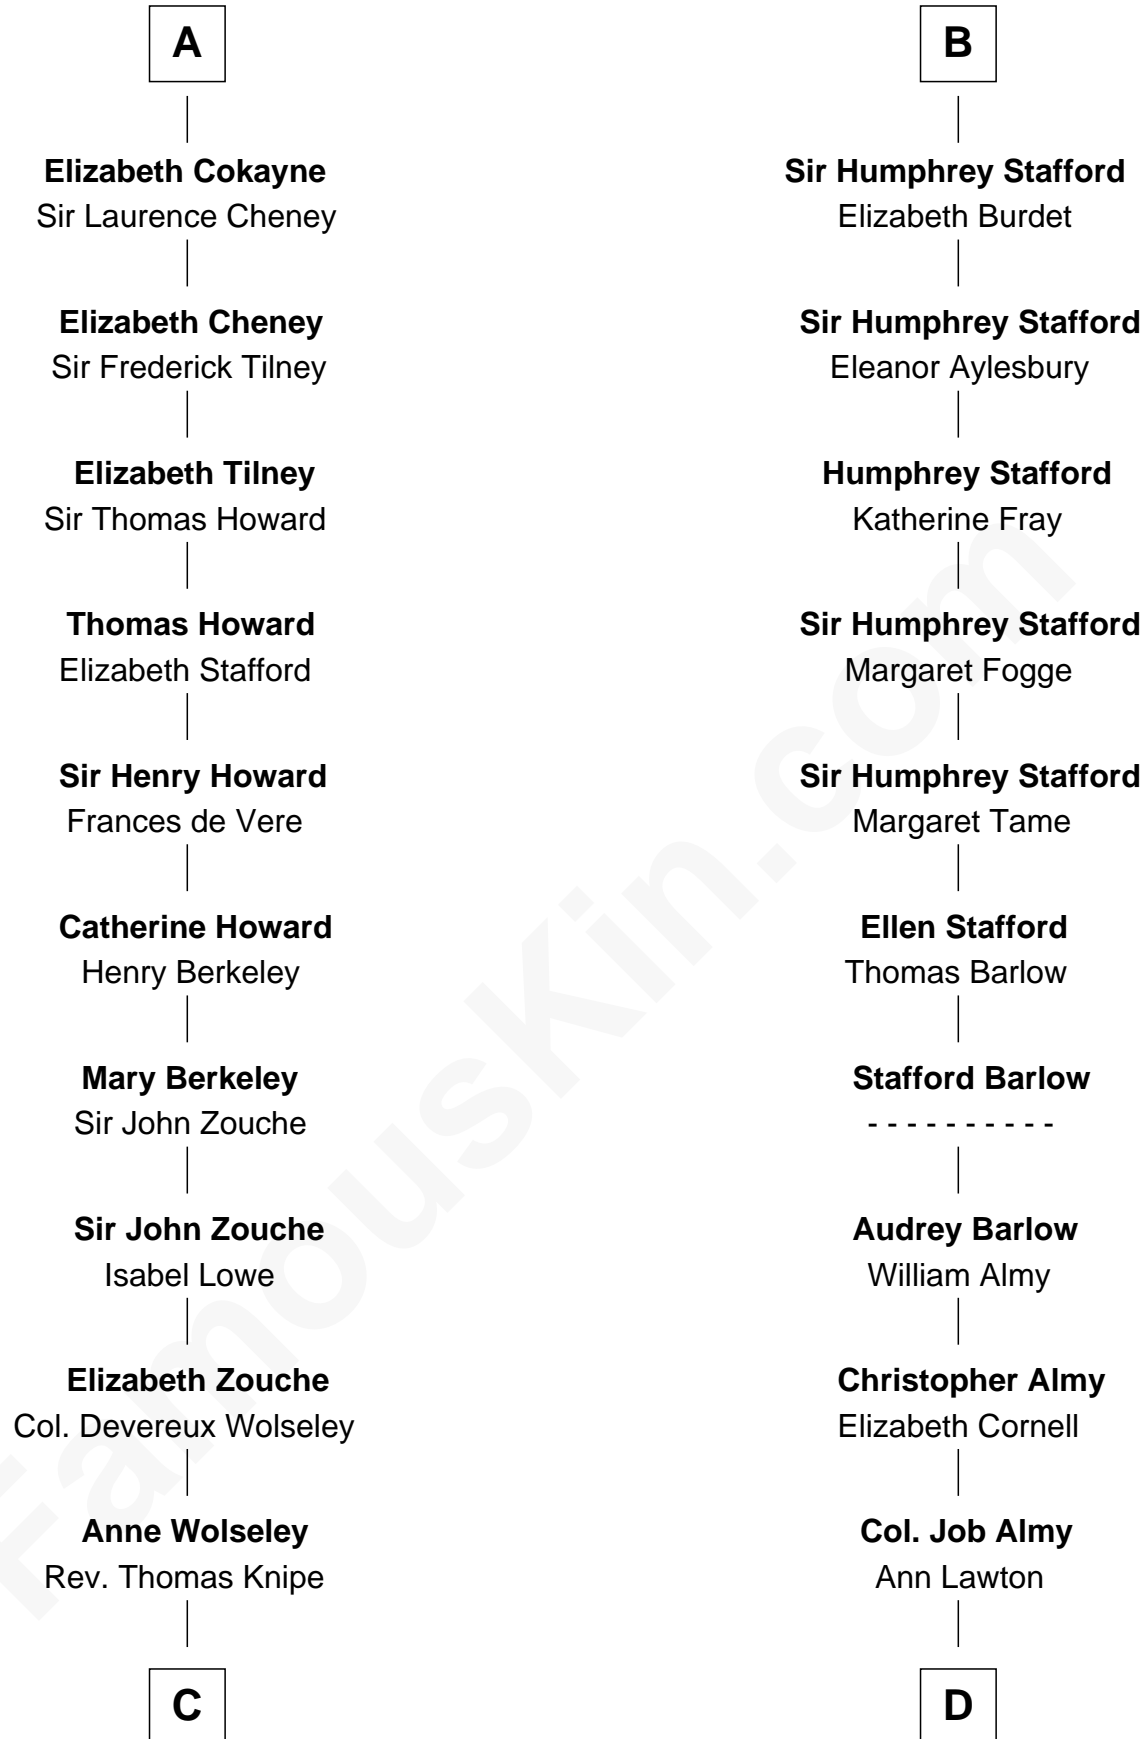 A
Elizabeth Cokayne
Sir Laurence Cheney
Elizabeth Cheney
Sir Frederick Tilney
Elizabeth Tilney
Sir Thomas Howard
Thomas Howard
Elizabeth Stafford
Sir Henry Howard
Frances de Vere
Catherine Howard
Henry Berkeley
Mary Berkeley
Sir John Zouche
Sir John Zouche
Isabel Lowe
Elizabeth Zouche
Col. Devereux Wolseley
Anne Wolseley
Rev. Thomas Knipe
C
B
Sir Humphrey Stafford
Elizabeth Burdet
Sir Humphrey Stafford
Eleanor Aylesbury
Humphrey Stafford
Katherine Fray
Sir Humphrey Stafford
Margaret Fogge
Sir Humphrey Stafford
Margaret Tame
Ellen Stafford
Thomas Barlow
Stafford Barlow
- - - - - - - - - -
Audrey Barlow
William Almy
Christopher Almy
Elizabeth Cornell
Col. Job Almy
Ann Lawton
D
FamousKin.com